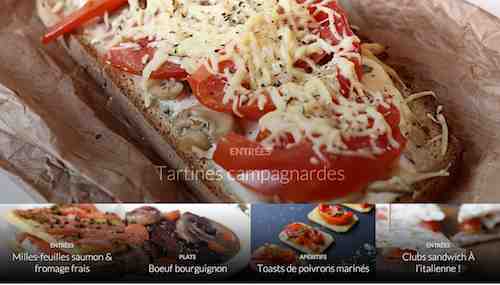 ENTRÉES
Tartines campagnardes
ENTRÉES
Milles-feuilles saumon &
fromage frais
PLATS
Boeuf bourguignon
APERITIFS
Toasts de poivrons marinés
ENTRÉES
Clubs sandwich À
l'italienne !